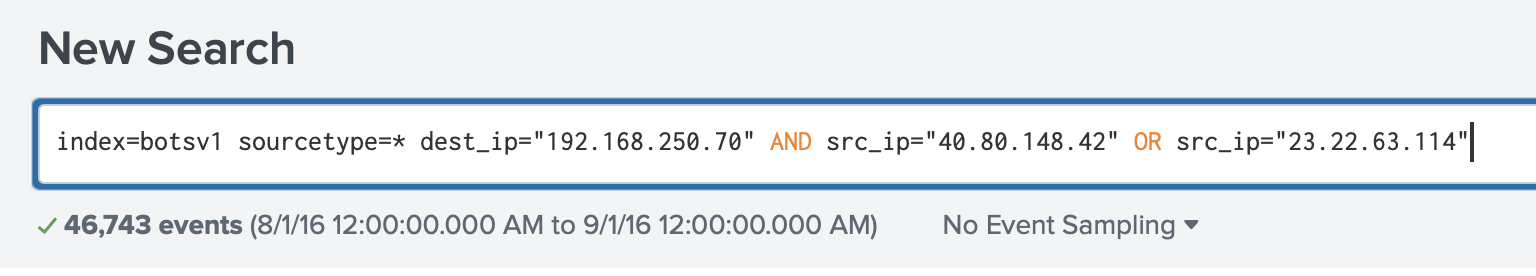 New Search
index=botsv1 sourcetype=* dest_ip="192.168.250.70" AND src_ip="40.80.148.42" OR src_ip="23.22.63.114"
✓ 46,743 events (8/1/16 12:00:00.000 AM to 9/1/16 12:00:00.000 AM) No Event Sampling ▾